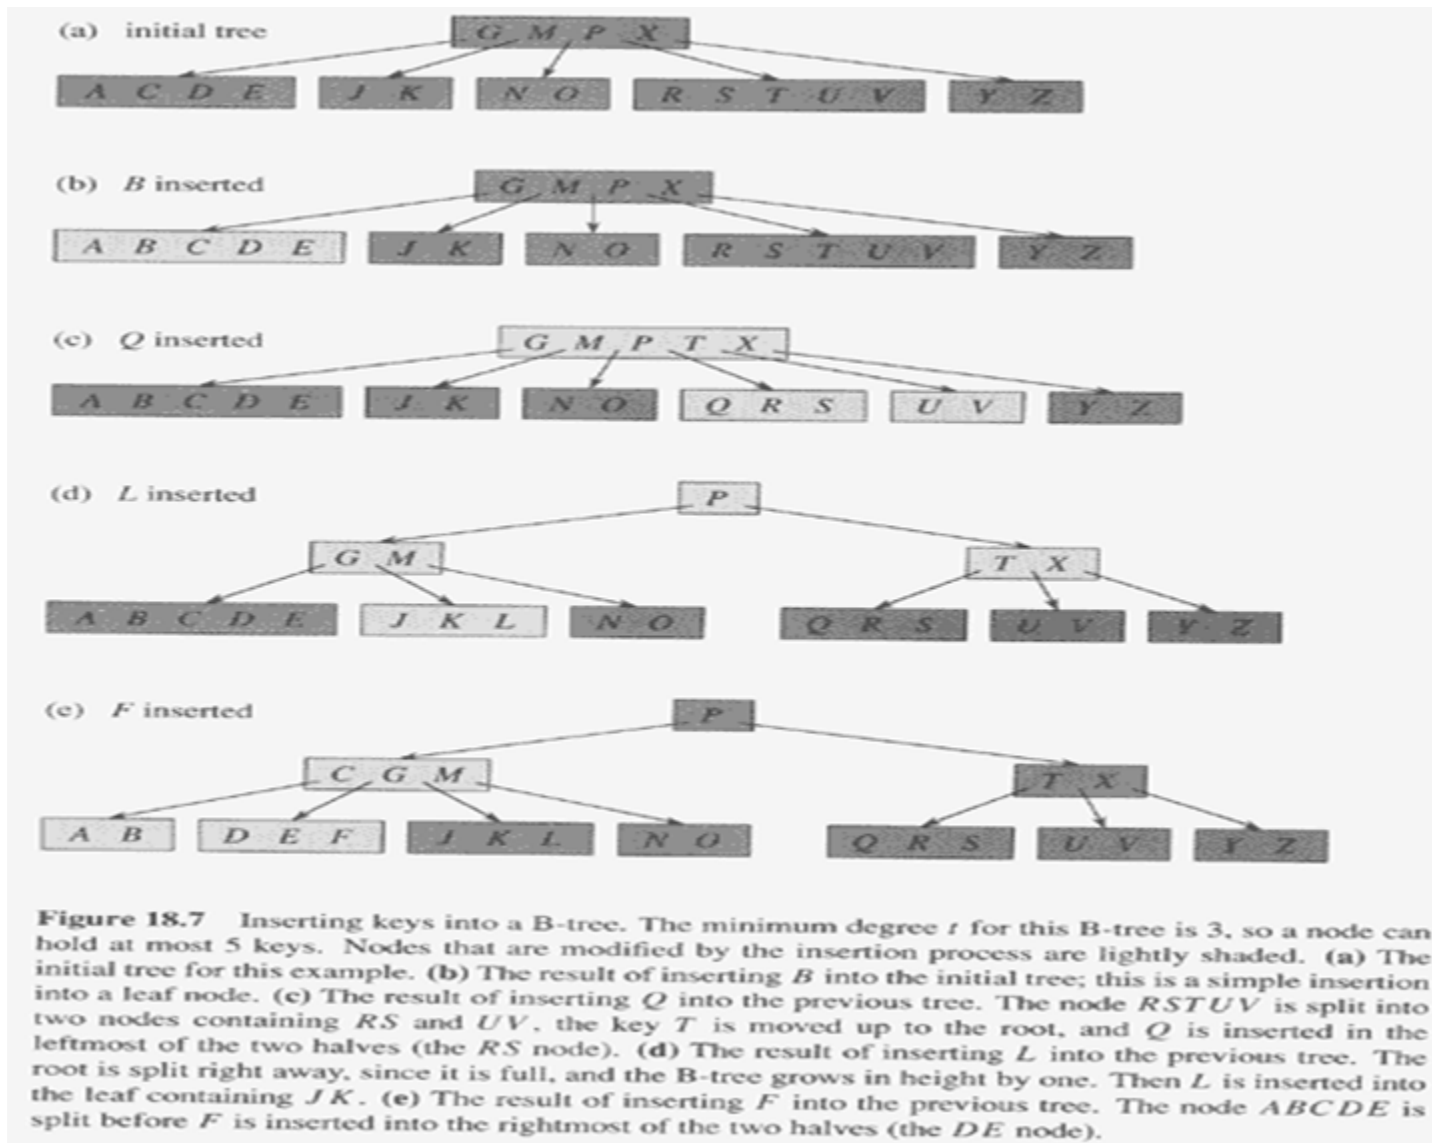 (a) initial tree
G M P X
A C D E J K N O R S T U V Y Z
(b) B inserted
G M P X
A B C D E J K N O R S T U V Y Z
(c) Q inserted
G M P T X
A B C D E J K N O Q R S U V Y Z
(d) L inserted
P
G M T X
A B C D E J K L N O Q R S U V Y Z
(e) F inserted
P
C G M T X
A B D E F J K L N O Q R S U V Y Z
Figure 18.7 Inserting keys into a B-tree. The minimum degree t for this B-tree is 3, so a node can
hold at most 5 keys. Nodes that are modified by the insertion process are lightly shaded. (a) The
initial tree for this example. (b) The result of inserting B into the initial tree; this is a simple insertion
into a leaf node. (c) The result of inserting Q into the previous tree. The node RSTUV is split into
two nodes containing RS and UV, the key T is moved up to the root, and Q is inserted in the
leftmost of the two halves (the RS node). (d) The result of inserting L into the previous tree. The
root is split right away, since it is full, and the B-tree grows in height by one. Then L is inserted into
the leaf containing JK. (e) The result of inserting F into the previous tree. The node ABCDE is
split before F is inserted into the rightmost of the two halves (the DE node).